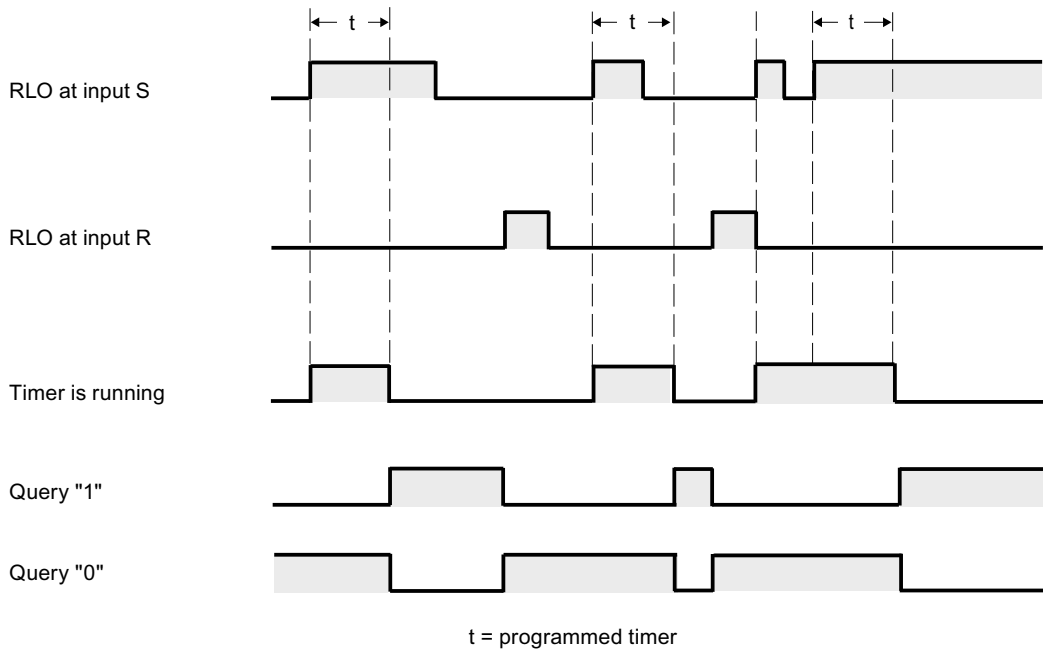 t t t
RLO at input S
RLO at input R
Timer is running
Query "1"
Query "0"
t = programmed timer